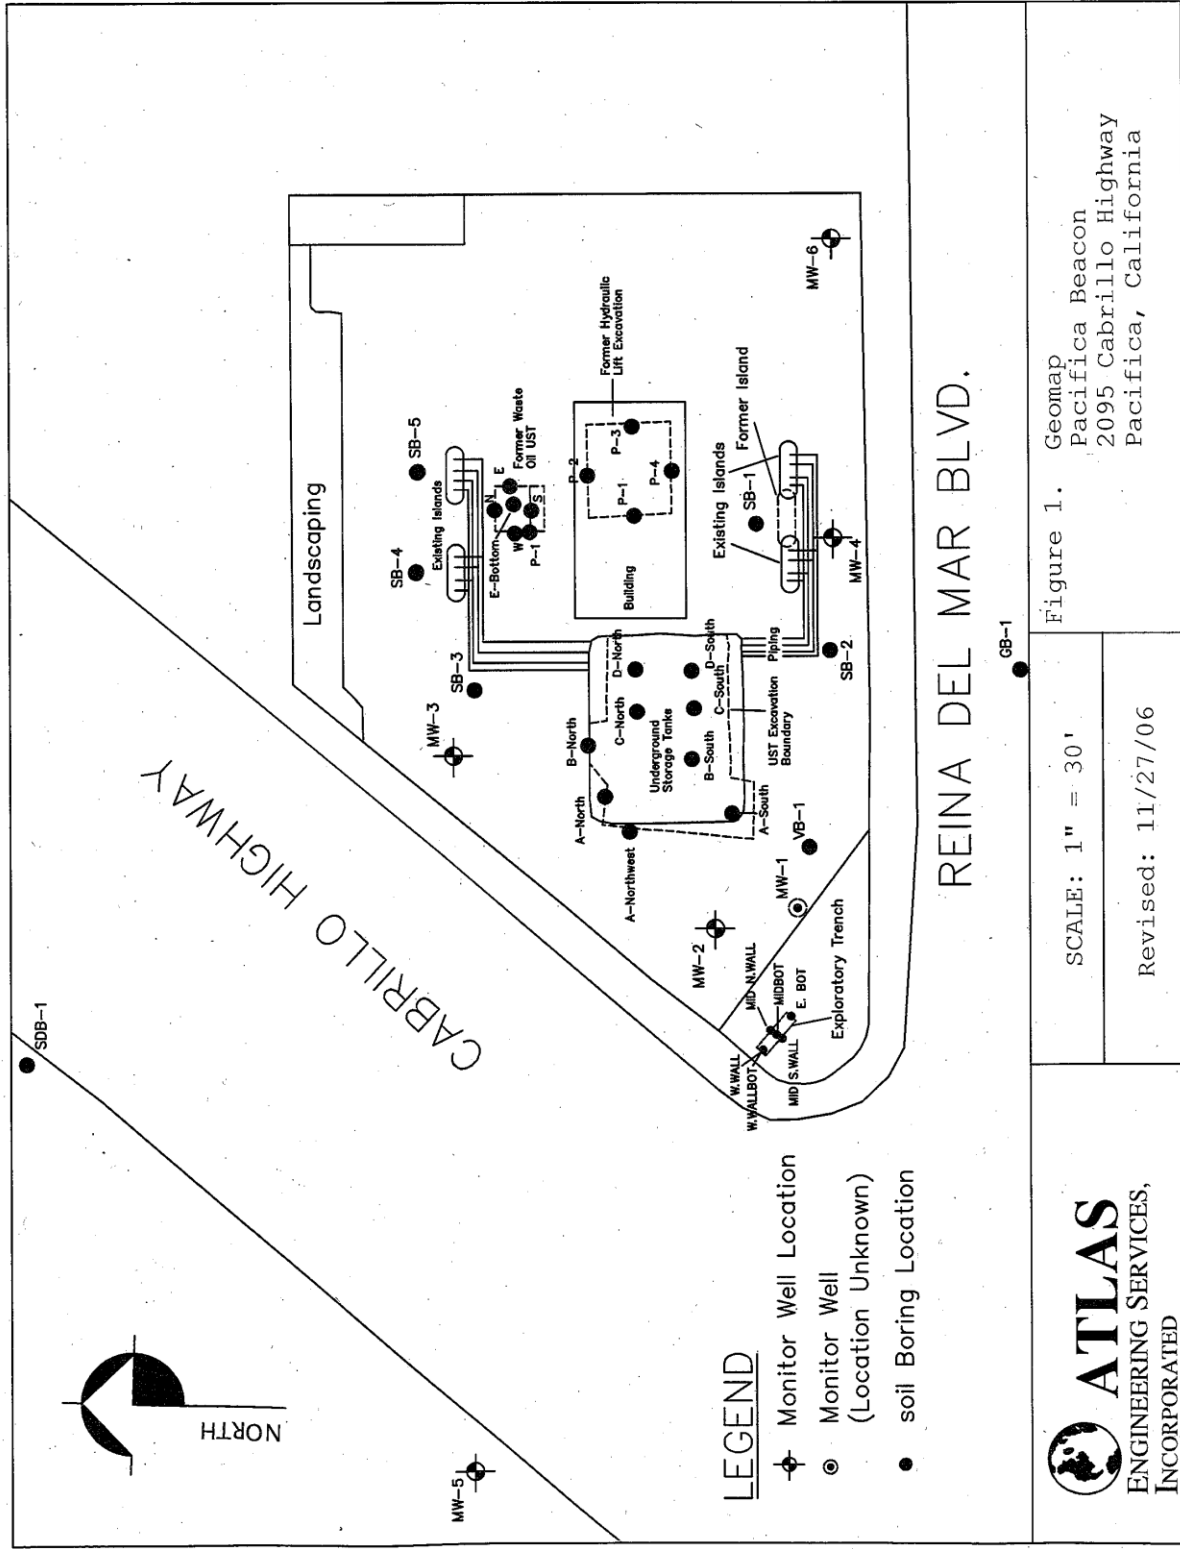 SDB-1
NORTH
CABRILLO HIGHWAY
MW-5
Landscaping
MW-3
SB-3
SB-4
SB-5
Existing Islands
E-Bottom
N
E
W
S
P-1
Former Waste
Oil UST
B-North
A-North
A-Northwest
C-North
D-North
Underground
Storage Tanks
B-South
C-South
D-South
A-South
UST Excavation
Boundary
Piping
Building
P-1
P-2
P-3
P-4
Former Hydraulic
Lift Excavation
Existing Islands
Former Island
SB-1
MW-4
SB-2
MW-6
MW-2
MW-1
VB-1
W.WALL
W.WALLBOT
MID N.WALL
MIDBOT
E. BOT
MID S.WALL
Exploratory Trench
REINA DEL MAR BLVD.
GB-1
LEGEND
Monitor Well Location
Monitor Well
(Location Unknown)
soil Boring Location
ATLAS
ENGINEERING SERVICES,
INCORPORATED
SCALE: 1" = 30'
Revised: 11/27/06
Figure 1. Geomap
Pacifica Beacon
2095 Cabrillo Highway
Pacifica, California